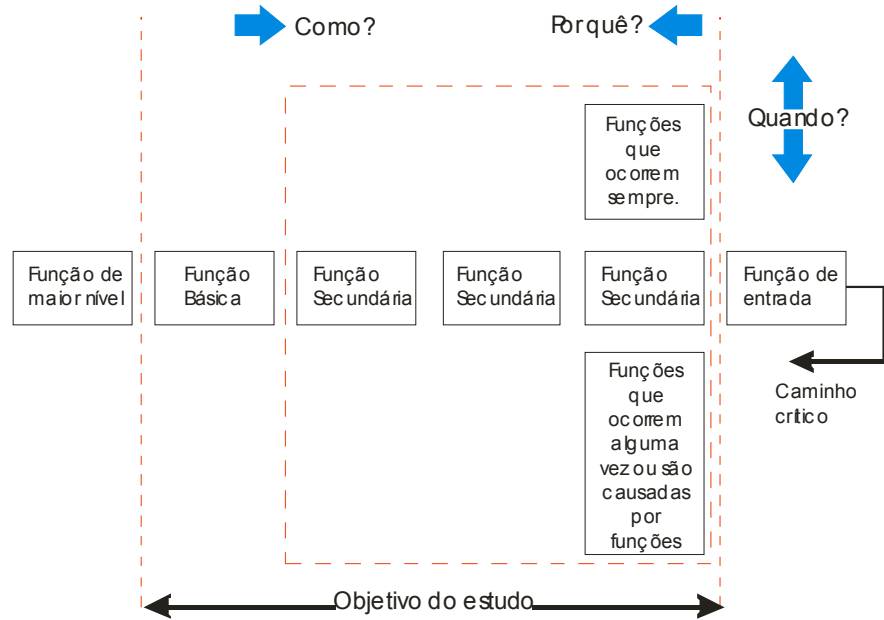 Como?
Porquê?
Quando?
Funções
que
ocorrem
sempre.
Função de
maior nível
Função
Básica
Função
Secundária
Função
Secundária
Função
Secundária
Função de
entrada
Funções
que
ocorrem
alguma
vez ou são
causadas
por
funções
Caminho
crítico
Objetivo do estudo